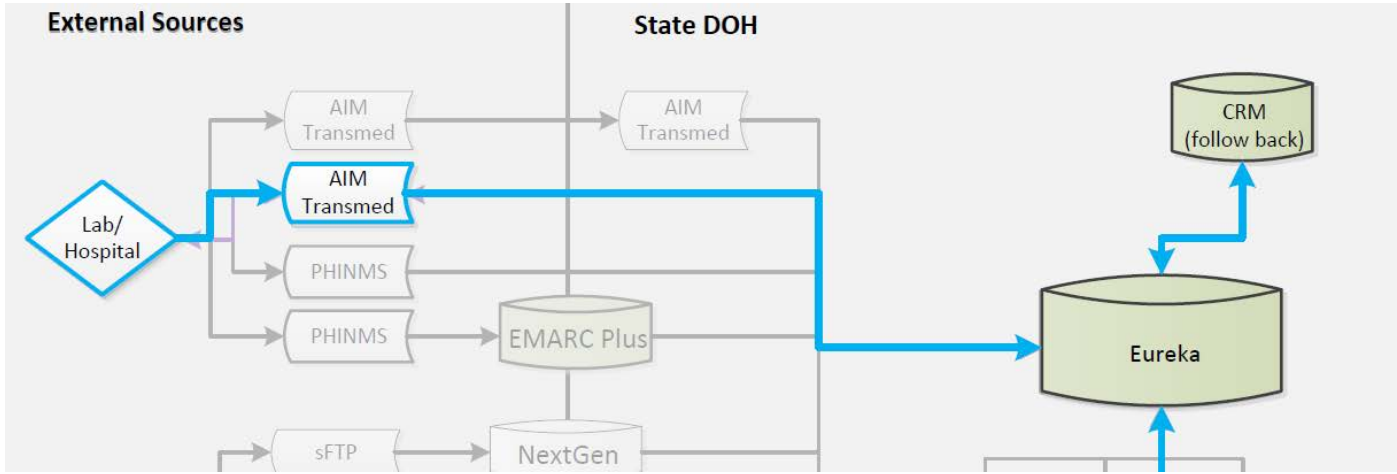 External Sources
State DOH
AIM
Transmed
AIM
Transmed
CRM
(follow back)
AIM
Transmed
Lab/
Hospital
PHINMS
PHINMS
EMARC Plus
Eureka
sFTP
NextGen